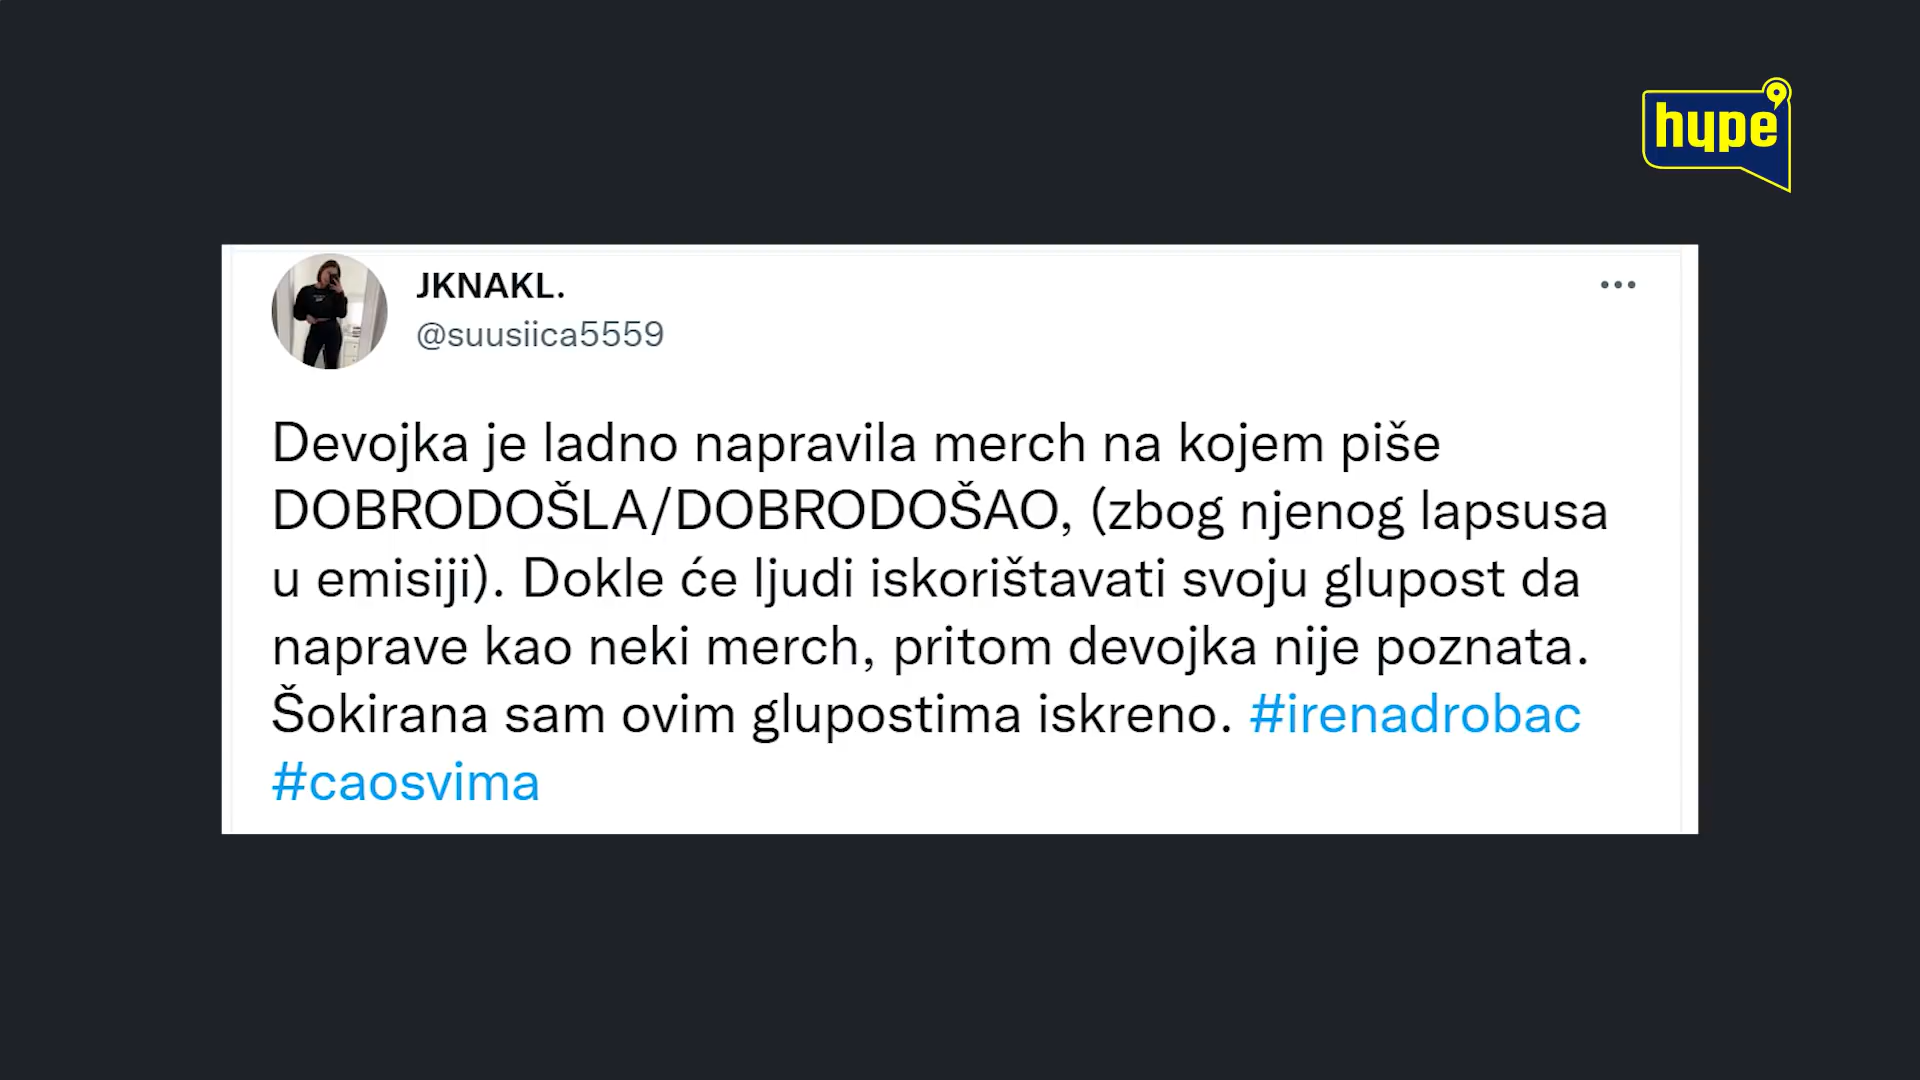 hype
JKNAKL.
@suusiica5559
Devojka je ladno napravila merch na kojem piše
DOBRODOŠLA/DOBRODOŠAO, (zbog njenog lapsusa
u emisiji). Dokle će ljudi iskorištavati svoju glupost da
naprave kao neki merch, pritom devojka nije poznata.
Šokirana sam ovim glupostima iskreno. #irenadrobac
#caosvima